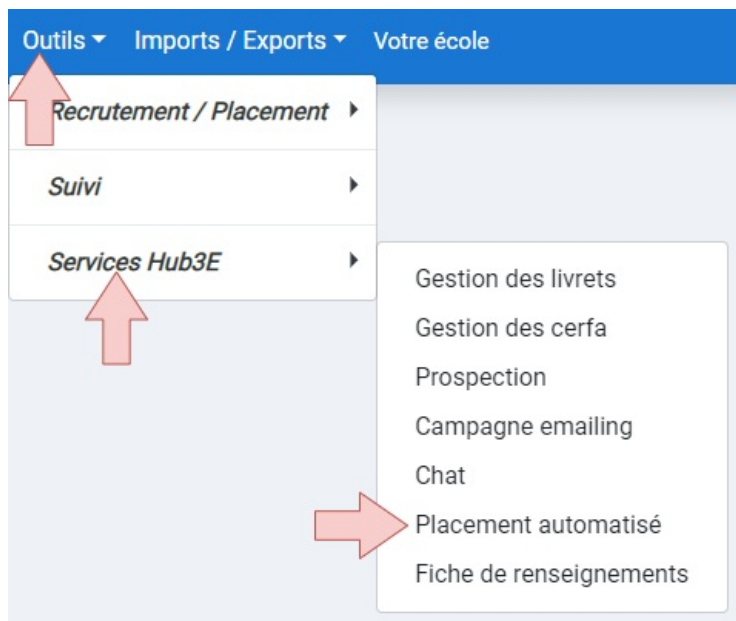 Outils Imports / Exports Votre école
Recrutement / Placement
Suivi
Services Hub3E
Gestion des livrets
Gestion des cerfa
Prospection
Campagne emailing
Chat
Placement automatisé
Fiche de renseignements